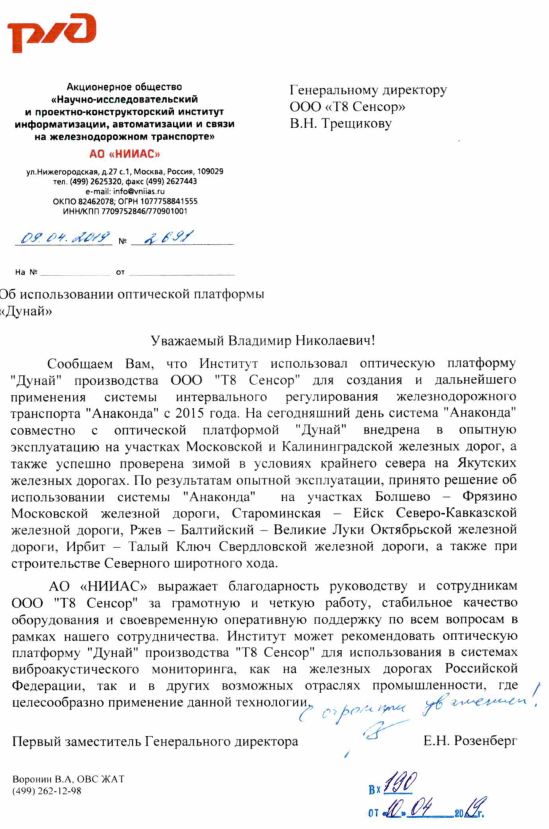 ржд
Акционерное общество
«Научно-исследовательский
и проектно-конструкторский институт
информатизации, автоматизации и связи
на железнодорожном транспорте»
АО «НИИАС»
ул.Нижегородская, д.27 с.1, Москва, Россия, 109029
тел. (499) 2625320, факс (499) 2627443
e-mail: info@vniias.ru
ОКПО 82462078; ОГРН 1077758841555
ИНН/КПП 7709752846/770901001
09.04.2019 № 2691
На № от
Генеральному директору
ООО «Т8 Сенсор»
В.Н. Трещикову
Об использовании оптической платформы
«Дунай»
Уважаемый Владимир Николаевич!
Сообщаем Вам, что Институт использовал оптическую платформу
"Дунай" производства ООО "Т8 Сенсор" для создания и дальнейшего
применения системы интервального регулирования железнодорожного
транспорта "Анаконда" с 2015 года. На сегодняшний день система "Анаконда"
совместно с оптической платформой "Дунай" внедрена в опытную
эксплуатацию на участках Московской и Калининградской железных дорог, а
также успешно проверена зимой в условиях крайнего севера на Якутских
железных дорогах. По результатам опытной эксплуатации, принято решение об
использовании системы "Анаконда" на участках Болшево – Фрязино
Московской железной дороги, Староминская – Ейск Северо-Кавказской
железной дороги, Ржев – Балтийский – Великие Луки Октябрьской железной
дороги, Ирбит – Талый Ключ Свердловской железной дороги, а также при
строительстве Северного широтного хода.
АО «НИИАС» выражает благодарность руководству и сотрудникам
ООО "Т8 Сенсор" за грамотную и четкую работу, стабильное качество
оборудования и своевременную оперативную поддержку по всем вопросам в
рамках нашего сотрудничества. Институт может рекомендовать оптическую
платформу "Дунай" производства "Т8 Сенсор" для использования в системах
виброакустического мониторинга, как на железных дорогах Российской
Федерации, так и в других возможных отраслях промышленности, где
целесообразно применение данной технологии.
С огромным уважением!
Первый заместитель Генерального директора Е.Н. Розенберг
Воронин В.А, ОВС ЖАТ
(499) 262-12-98
Вх 190
от «10» 04 2019г.